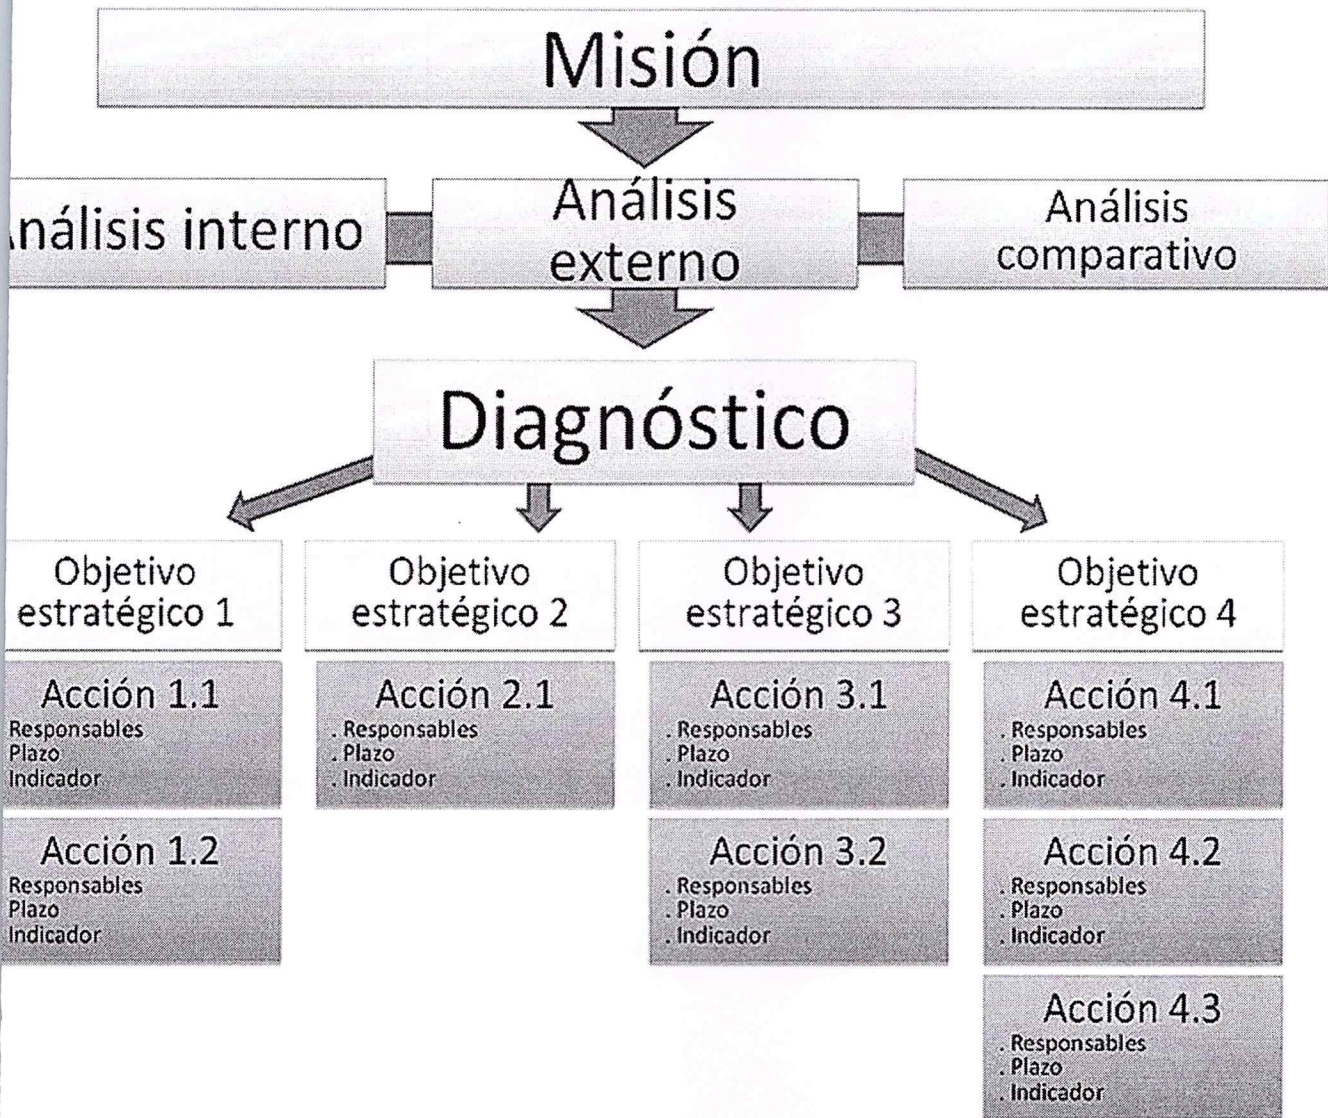 Misión
nálisis interno
Análisis
externo
Análisis
comparativo
Diagnóstico
Objetivo
estratégico 1
Objetivo
estratégico 2
Objetivo
estratégico 3
Objetivo
estratégico 4
Acción 1.1
Responsables
Plazo
Indicador
Acción 2.1
. Responsables
. Plazo
. Indicador
Acción 3.1
. Responsables
. Plazo
. Indicador
Acción 4.1
. Responsables
. Plazo
. Indicador
Acción 1.2
Responsables
Plazo
Indicador
Acción 3.2
. Responsables
. Plazo
. Indicador
Acción 4.2
. Responsables
. Plazo
. Indicador
Acción 4.3
. Responsables
. Plazo
. Indicador